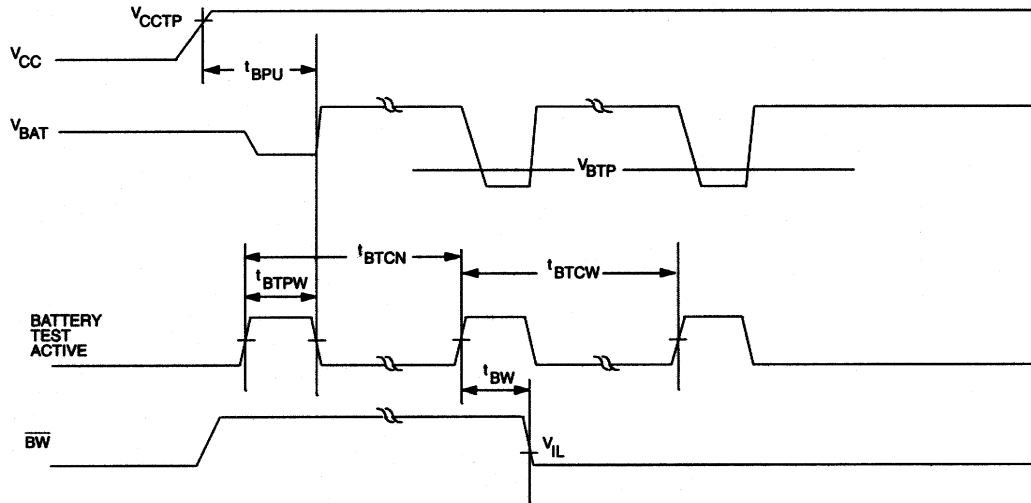 VCCTP
VCC
tBPU
VBAT
VBTP
tBTCN
tBTCW
tBTPW
BATTERY
TEST
ACTIVE
tBW
BW
VIL